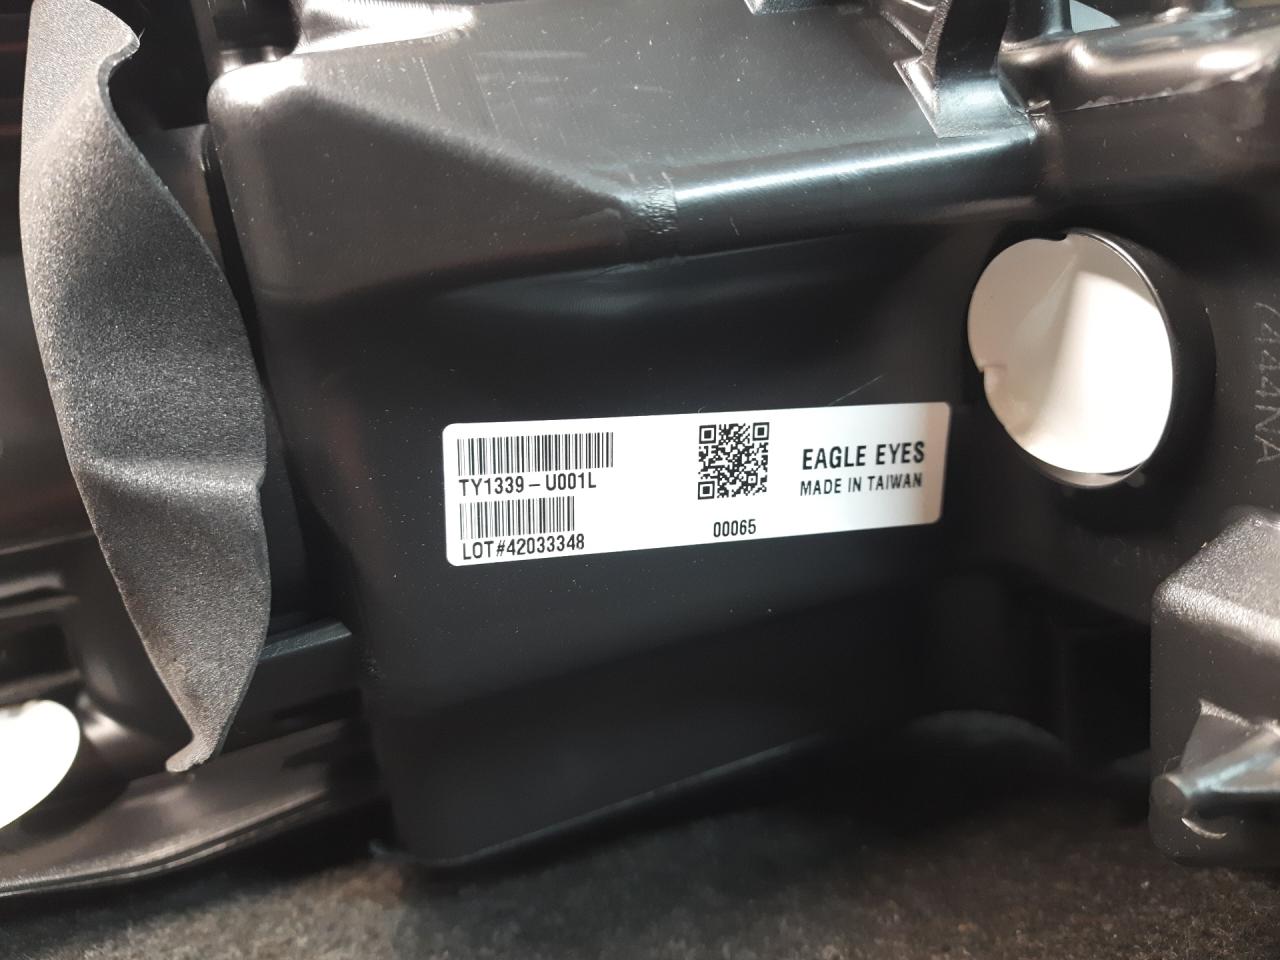 TY1339-U001L
LOT#42033348
00065
EAGLE EYES
MADE IN TAIWAN